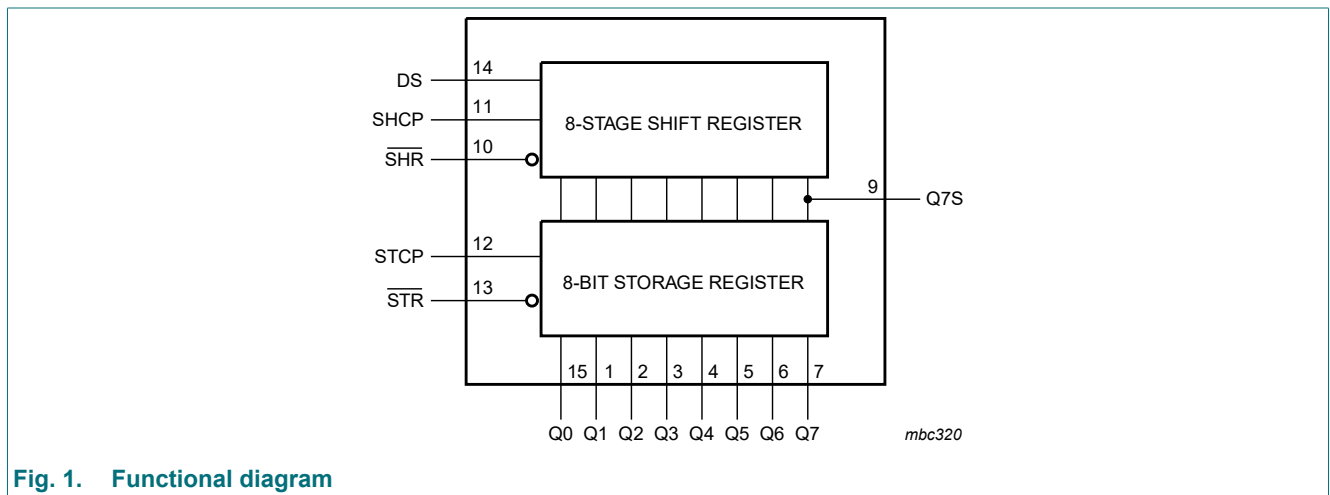 DS 14
SHCP 11
8-STAGE SHIFT REGISTER
S̅H̅R̅ 10
9 Q7S
STCP 12
8-BIT STORAGE REGISTER
S̅T̅R̅ 13
15 1 2 3 4 5 6 7
Q0 Q1 Q2 Q3 Q4 Q5 Q6 Q7
mbc320
Fig. 1. Functional diagram